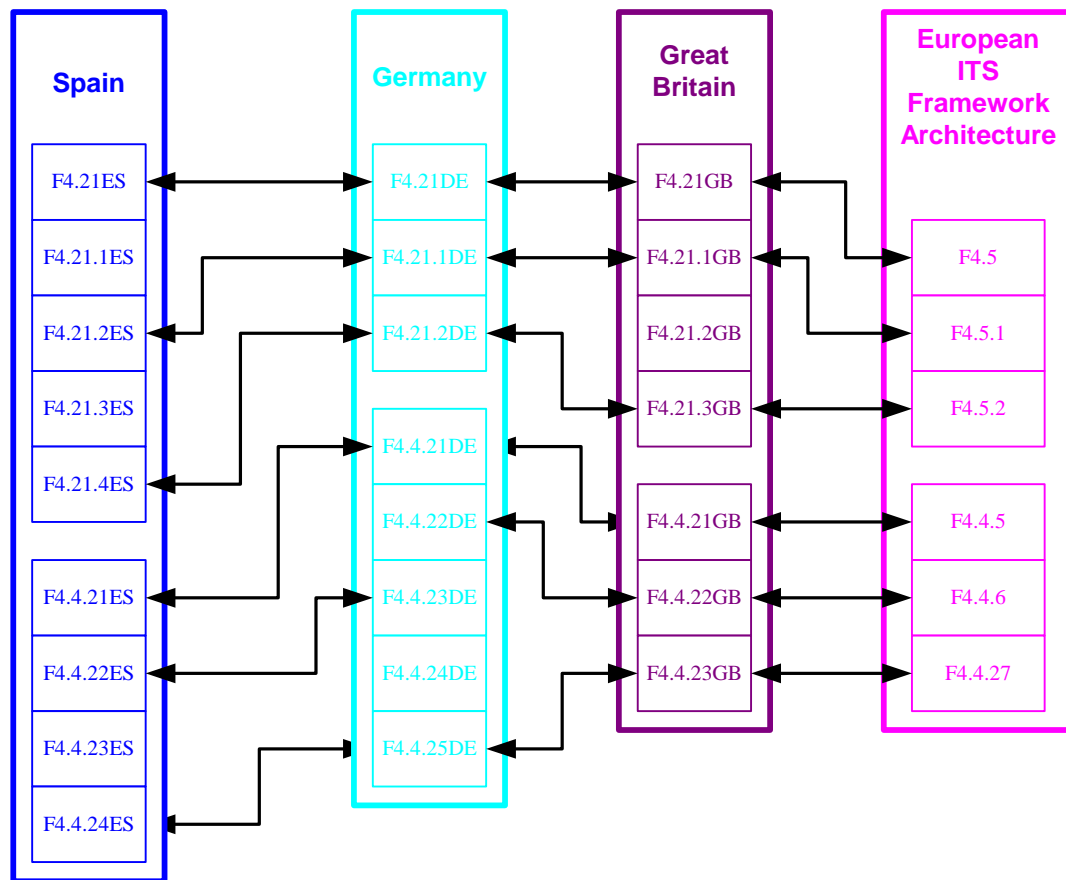 Spain
F4.21ES
F4.21.1ES
F4.21.2ES
F4.21.3ES
F4.21.4ES
F4.4.21ES
F4.4.22ES
F4.4.23ES
F4.4.24ES
Germany
F4.21DE
F4.21.1DE
F4.21.2DE
F4.4.21DE
F4.4.22DE
F4.4.23DE
F4.4.24DE
F4.4.25DE
Great
Britain
F4.21GB
F4.21.1GB
F4.21.2GB
F4.21.3GB
F4.4.21GB
F4.4.22GB
F4.4.23GB
European
ITS
Framework
Architecture
F4.5
F4.5.1
F4.5.2
F4.4.5
F4.4.6
F4.4.27